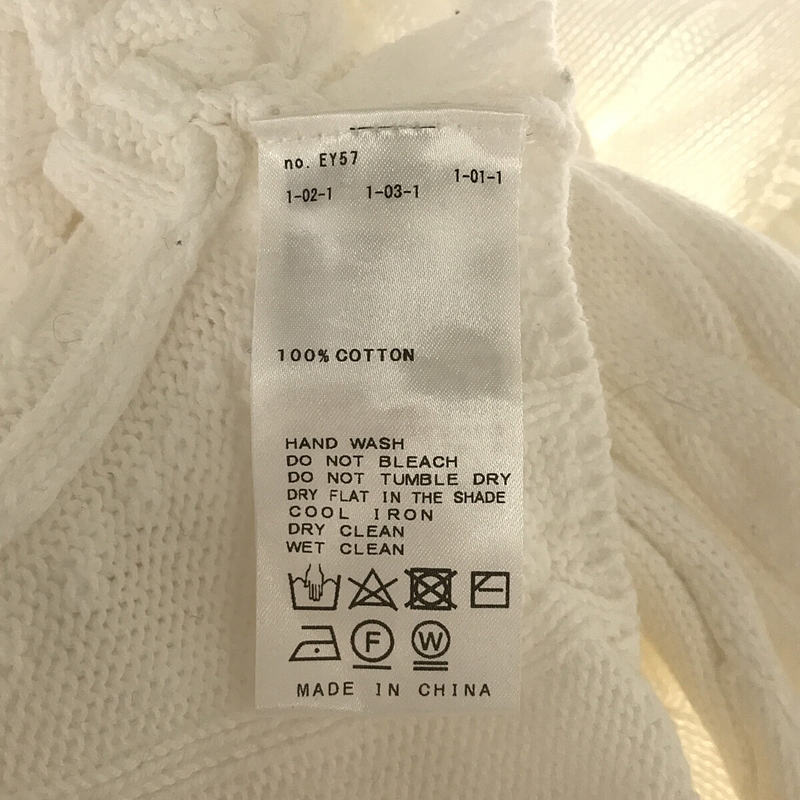 no. EY57
1-01-1
1-02-1 1-03-1
100% COTTON
HAND WASH
DO NOT BLEACH
DO NOT TUMBLE DRY
DRY FLAT IN THE SHADE
COOL IRON
DRY CLEAN
WET CLEAN
F W
MADE IN CHINA